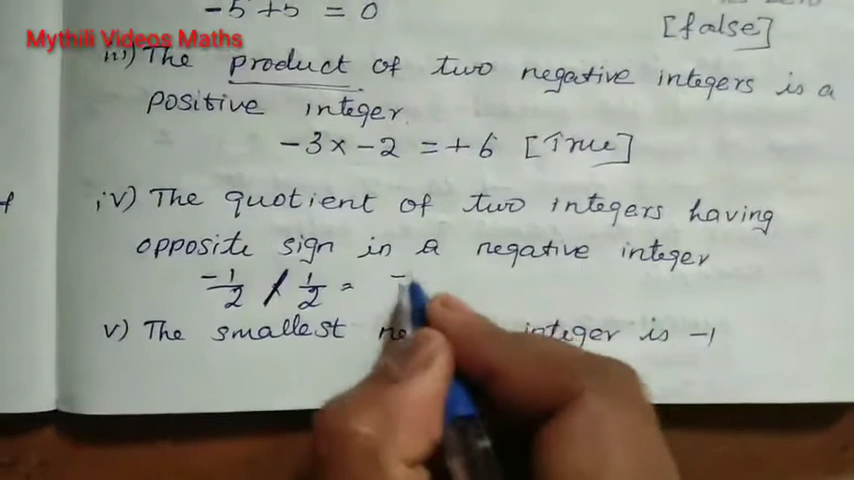 -5 +5 = 0
[false]
Mythili Videos Maths
iii) The product of two negative integers is a
positive integer.
-3 x -2 = +6 [True]
iv) The quotient of two integers having
opposite sign in a negative integer
-1/2 / 1/2 = -
v) The smallest integer is -1